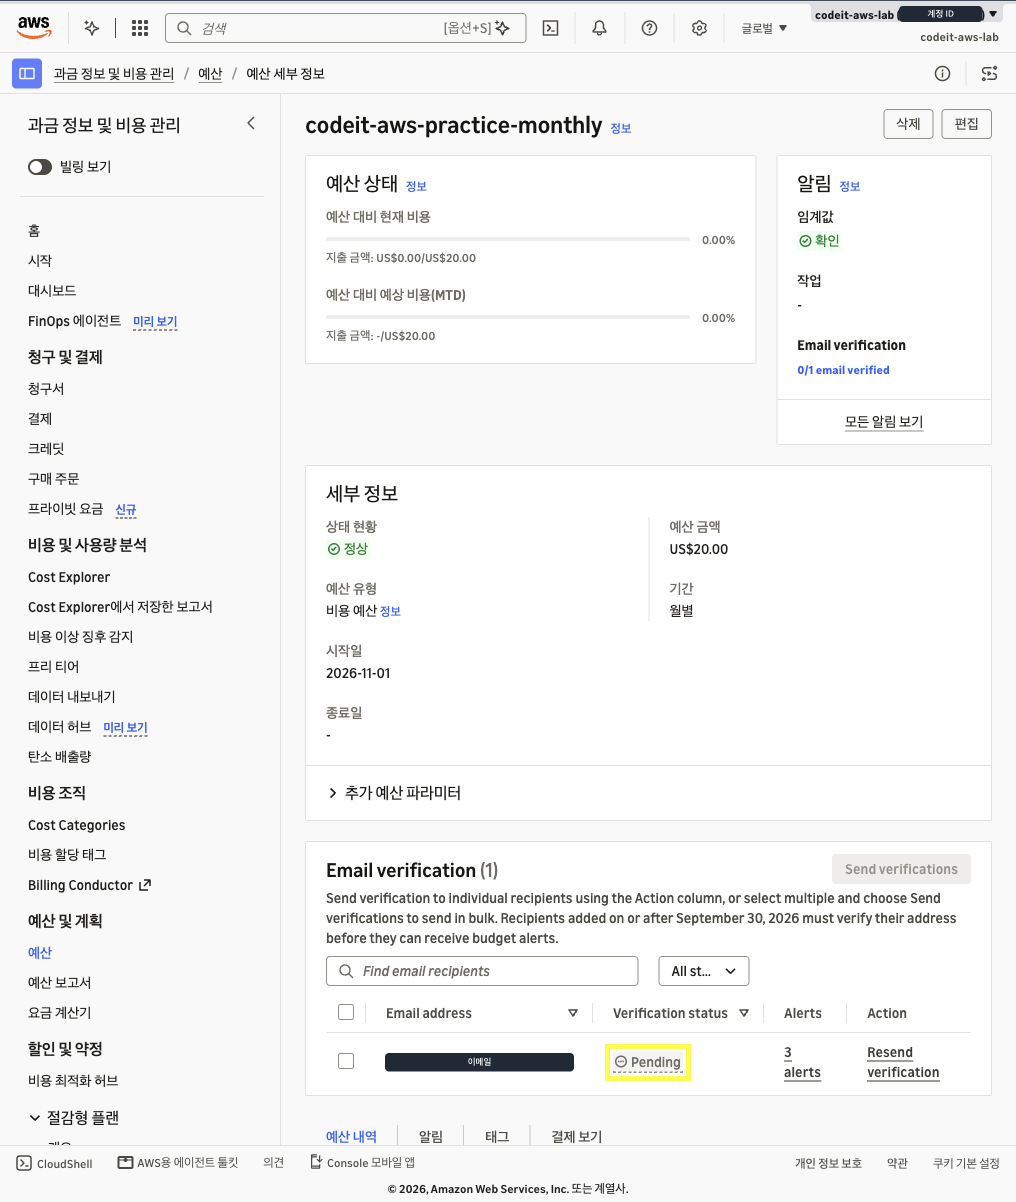 aws
검색
[옵션+S]
글로벌
codeit-aws-lab
계정 ID
codeit-aws-lab
과금 정보 및 비용 관리 / 예산 / 예산 세부 정보
과금 정보 및 비용 관리
빌링 보기
홈
시작
대시보드
FinOps 에이전트 미리 보기
청구 및 결제
청구서
결제
크레딧
구매 주문
프라이빗 요금 신규
비용 및 사용량 분석
Cost Explorer
Cost Explorer에서 저장한 보고서
비용 이상 징후 감지
프리 티어
데이터 내보내기
데이터 허브 미리 보기
탄소 배출량
비용 조직
Cost Categories
비용 할당 태그
Billing Conductor
예산 및 계획
예산
예산 보고서
요금 계산기
할인 및 약정
비용 최적화 허브
절감형 플랜
codeit-aws-practice-monthly 정보
삭제
편집
예산 상태 정보
예산 대비 현재 비용
0.00%
지출 금액: US$0.00/US$20.00
예산 대비 예상 비용(MTD)
0.00%
지출 금액: -/US$20.00
알림 정보
임계값
확인
작업
-
Email verification
0/1 email verified
모든 알림 보기
세부 정보
상태 현황
정상
예산 금액
US$20.00
예산 유형
비용 예산 정보
기간
월별
시작일
2026-11-01
종료일
-
추가 예산 파라미터
Email verification (1)
Send verifications
Send verification to individual recipients using the Action column, or select multiple and choose Send
verifications to send in bulk. Recipients added on or after September 30, 2026 must verify their address
before they can receive budget alerts.
Find email recipients
All st...
Email address
Verification status
Alerts
Action
이메일
Pending
3
alerts
Resend
verification
예산 내역
알림
태그
결제 보기
CloudShell
AWS용 에이전트 툴킷
의견
Console 모바일 앱
개인 정보 보호
약관
쿠키 기본 설정
© 2026, Amazon Web Services, Inc. 또는 계열사.